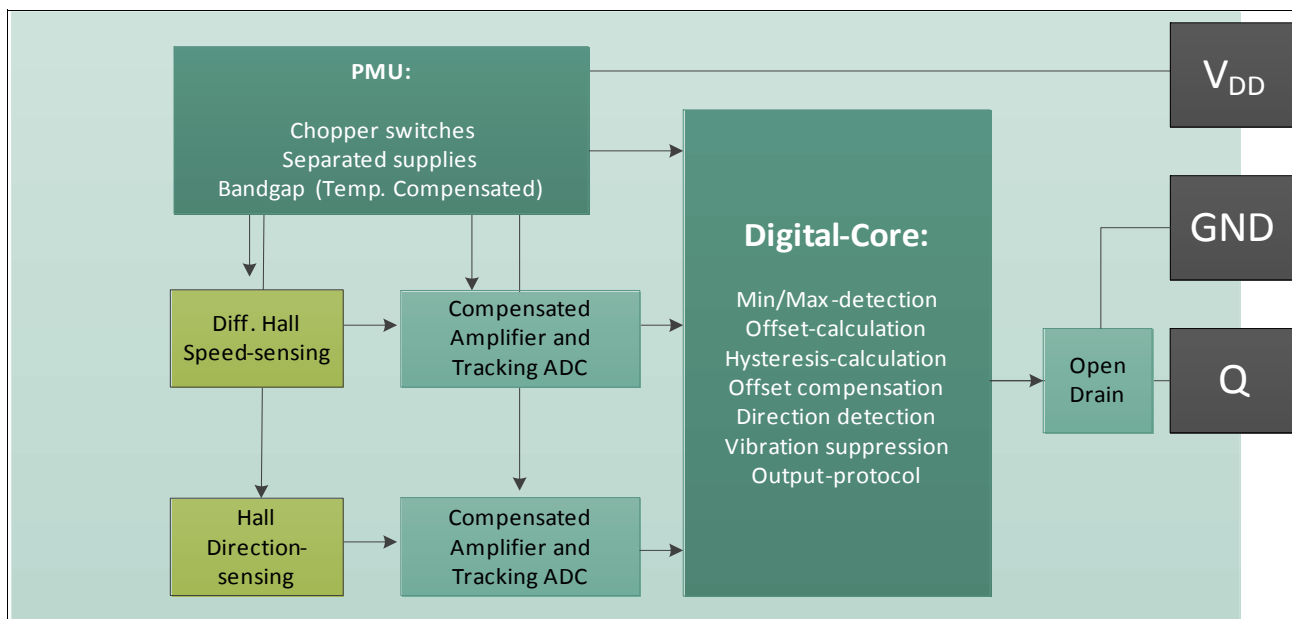 PMU:
Chopper switches
Separated supplies
Bandgap (Temp. Compensated)
V_DD
GND
Digital-Core:
Min/Max-detection
Offset-calculation
Hysteresis-calculation
Offset compensation
Direction detection
Vibration suppression
Output-protocol
Diff. Hall
Speed-sensing
Compensated
Amplifier and
Tracking ADC
Open
Drain
Q
Hall
Direction-
sensing
Compensated
Amplifier and
Tracking ADC